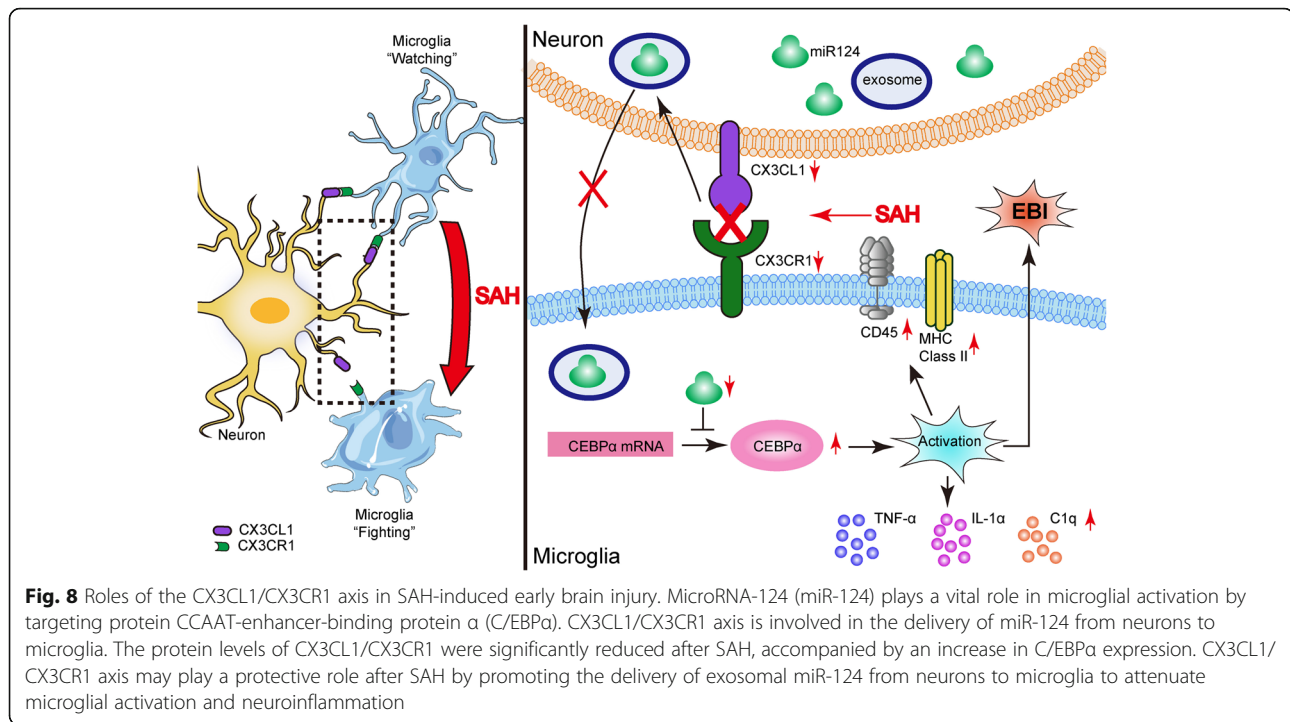 Microglia
"Watching"
SAH
Neuron
Microglia
"Fighting"
CX3CL1
CX3CR1
Neuron
miR124
exosome
CX3CL1
SAH
EBI
CX3CR1
CD45
MHC
Class II
CEBPα mRNA
CEBPα
Activation
TNF-α
IL-1α
C1q
Microglia
Fig. 8 Roles of the CX3CL1/CX3CR1 axis in SAH-induced early brain injury. MicroRNA-124 (miR-124) plays a vital role in microglial activation by
targeting protein CCAAT-enhancer-binding protein α (C/EBPα). CX3CL1/CX3CR1 axis is involved in the delivery of miR-124 from neurons to
microglia. The protein levels of CX3CL1/CX3CR1 were significantly reduced after SAH, accompanied by an increase in C/EBPα expression. CX3CL1/
CX3CR1 axis may play a protective role after SAH by promoting the delivery of exosomal miR-124 from neurons to microglia to attenuate
microglial activation and neuroinflammation